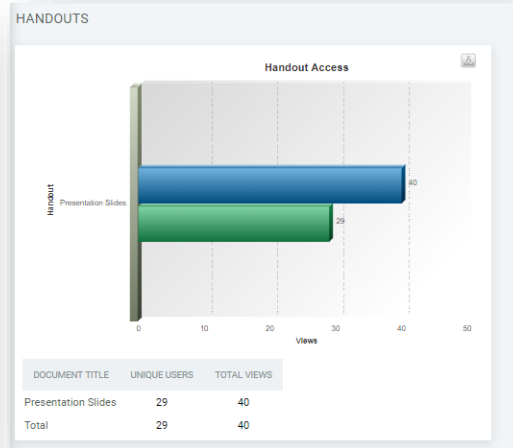 HANDOUTS
Handout Access
Handout
Presentation Slides
40
29
0 10 20 30 40 50
Views
DOCUMENT TITLE UNIQUE USERS TOTAL VIEWS
Presentation Slides 29 40
Total 29 40